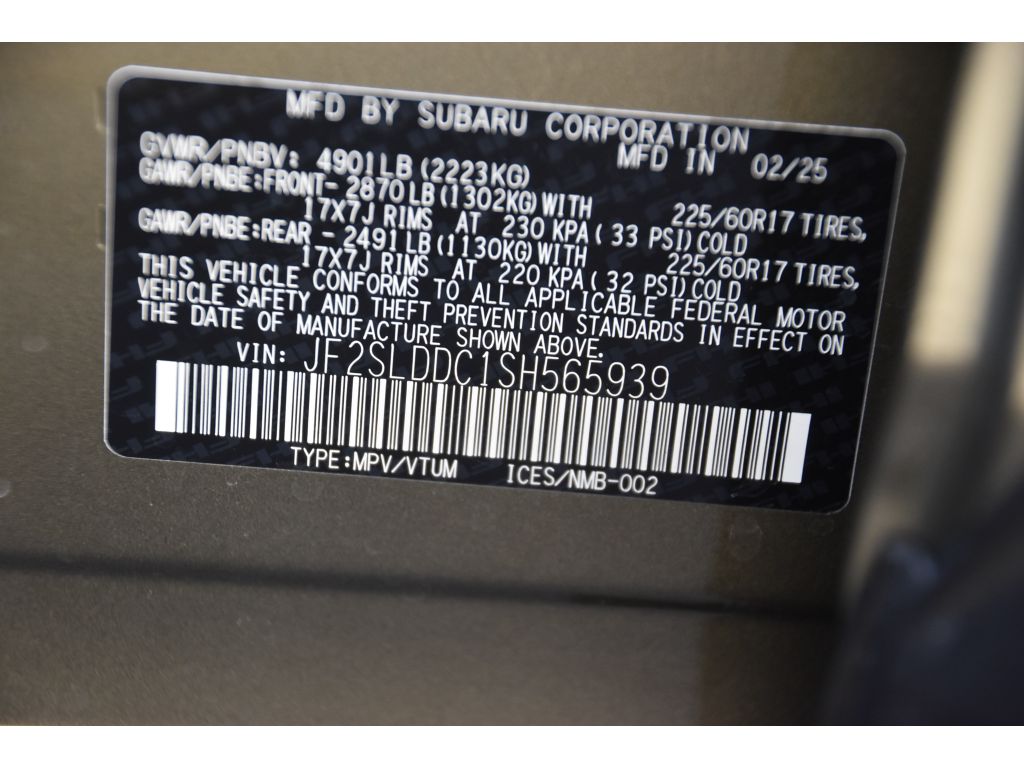 MFD BY SUBARU CORPORATION
MFD IN 02/25
GVWR/PNBV: 4901LB (2223KG)
GAWR/PNBE:FRONT- 2870LB(1302KG)WITH 225/60R17 TIRES,
17X7J RIMS AT 230 KPA( 33 PSI)COLD
GAWR/PNBE:REAR - 2491LB(1130KG)WITH 225/60R17 TIRES,
17X7J RIMS AT 220 KPA( 32 PSI)COLD
THIS VEHICLE CONFORMS TO ALL APPLICABLE FEDERAL MOTOR
VEHICLE SAFETY AND THEFT PREVENTION STANDARDS IN EFFECT ON
THE DATE OF MANUFACTURE SHOWN ABOVE.
VIN: JF2SLDDC1SH565939
TYPE:MPV/VTUM ICES/NMB-002